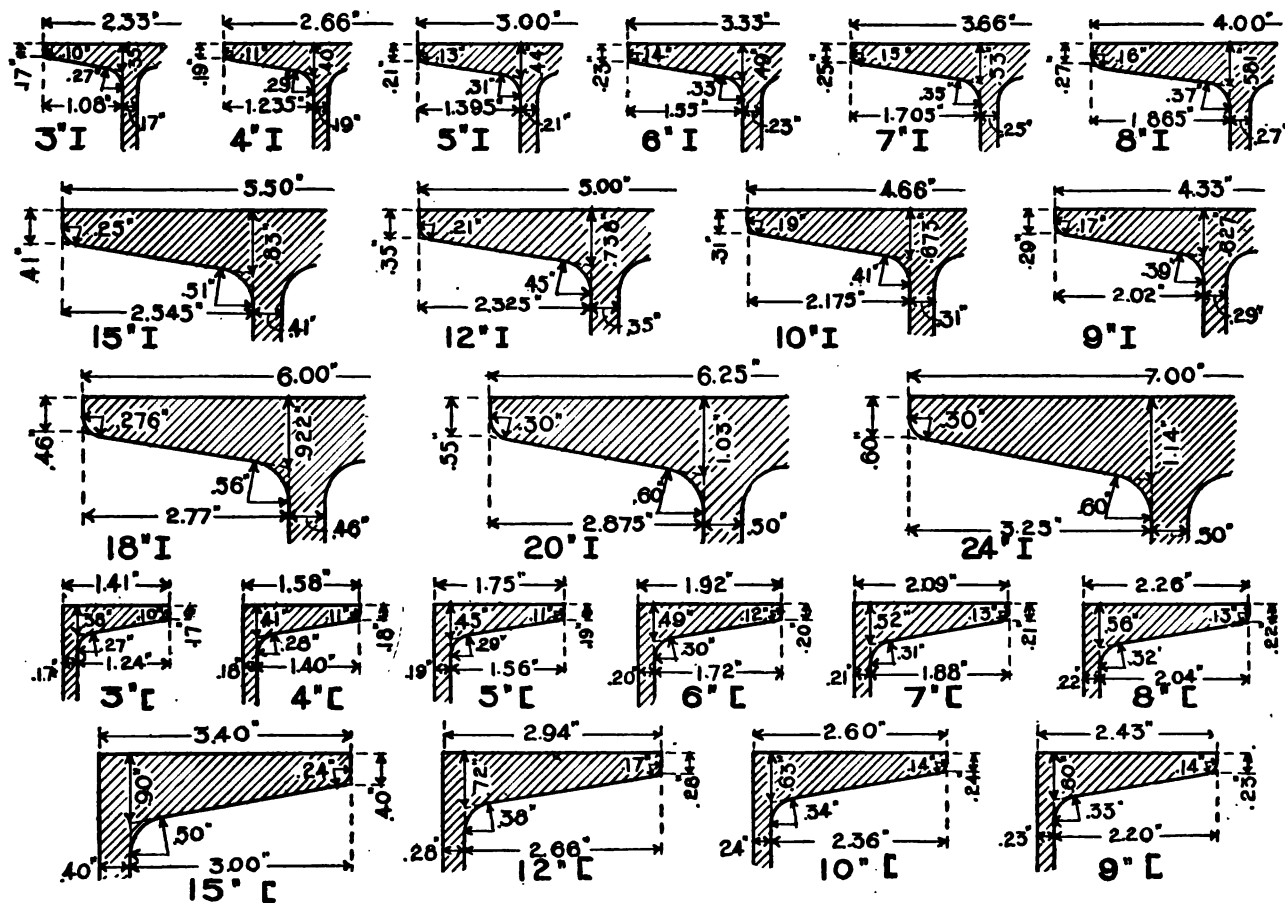 2.33" 2.66" 3.00" 3.33" 3.66" 4.00"
.17" .10" .35" .19" .11" .40" .21" .13" .44" .23" .14" .49" .25" .15" .53" .27" .16" .581"
.27" .29" .31" .33" .35" .37"
1.08" 1.235" 1.395" 1.55" 1.705" 1.865"
.17" .19" .21" .23" .25" .27"
3" I 4" I 5" I 6" I 7" I 8" I
5.50" 5.00" 4.66" 4.33"
.41" .25" .83" .35" .21" .738" .31" .19" .673" .29" .17" .627"
.51" .45" .41" .39"
2.545" 2.325" 2.175" 2.02"
.41" .35" .31" .29"
15" I 12" I 10" I 9" I
6.00" 6.25" 7.00"
.46" .276" .922" .55" .30" 1.03" .60" .30" 1.14"
.56" .60" .60"
2.77" 2.875" 3.25"
.46" .50" .50"
18" I 20" I 24" I
1.41" 1.58" 1.75" 1.92" 2.09" 2.26"
.38" .10" .17" .41" .11" .18" .45" .11" .19" .49" .12" .20" .52" .13" .21" .56" .13" .22"
.27" .28" .29" .30" .31" .32"
.17" 1.24" .18" 1.40" .19" 1.56" .20" 1.72" .21" 1.88" .22" 2.04"
3" [ 4" [ 5" [ 6" [ 7" [ 8" [
3.40" 2.94" 2.60" 2.43"
.90" .24" .40" .72" .17" .28" .63" .14" .24" .60" .14" .23"
.50" .38" .34" .33"
.40" 3.00" .28" 2.66" 24" 2.36" .23" 2.20"
15" [ 12" [ 10" [ 9" [